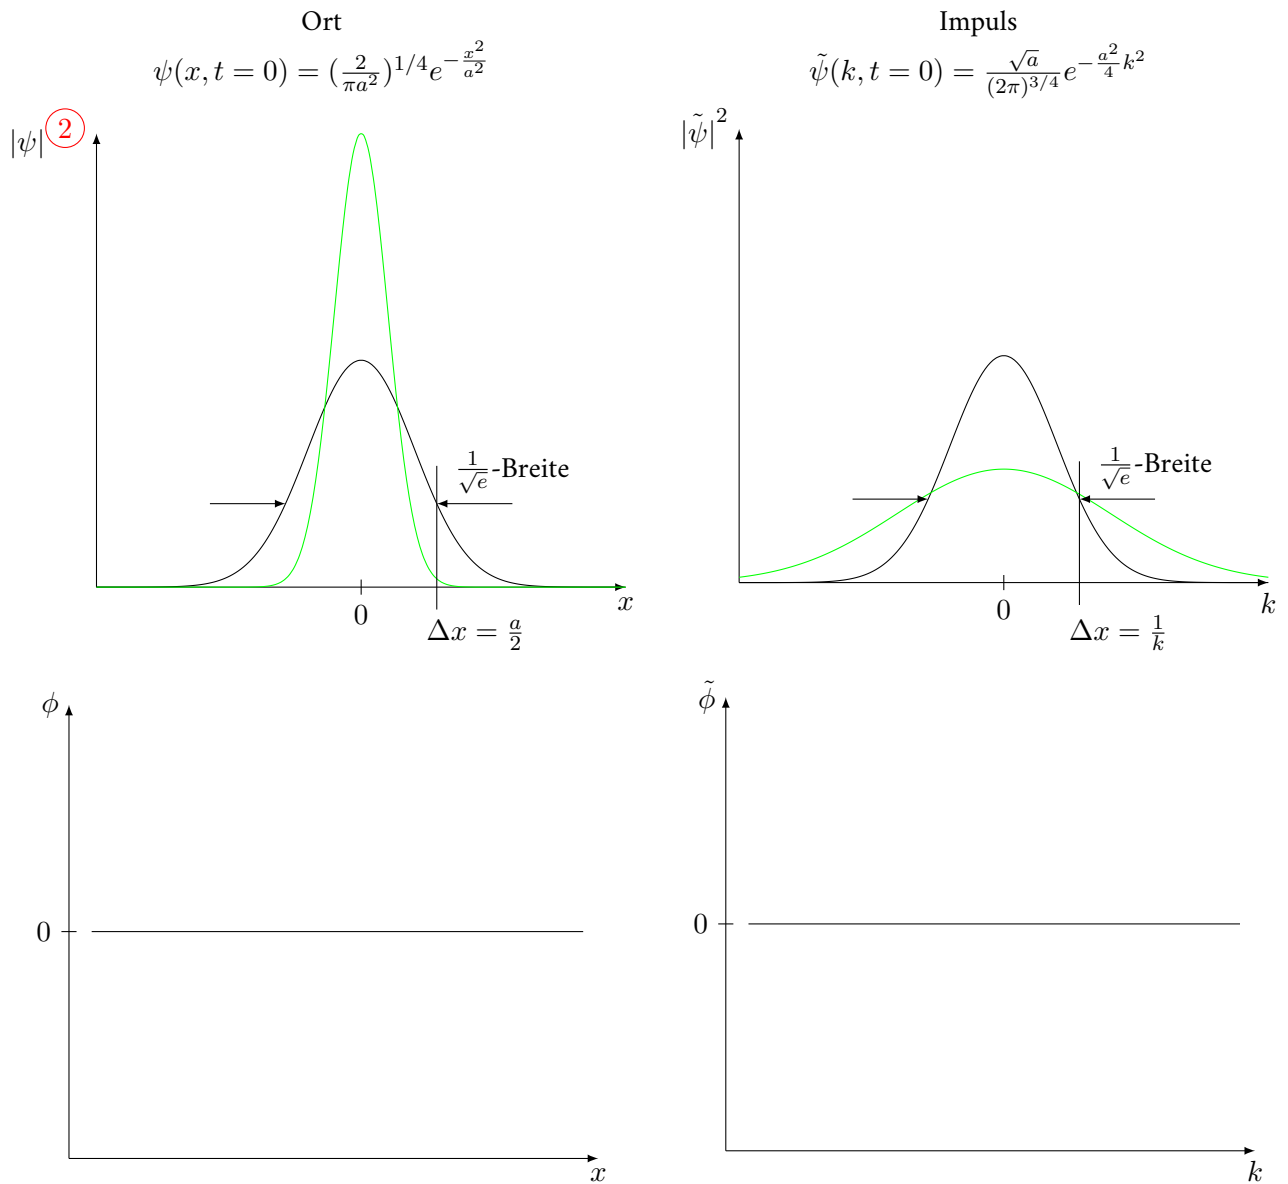 Ort
ψ(x, t = 0) = (2/πa²)^{1/4} e^{-x²/a²}
|ψ|²
1/√e-Breite
0
x
Δx = a/2
Impuls
ψ̃(k, t = 0) = √a/(2π)^{3/4} e^{-a²/4 k²}
|ψ̃|²
1/√e-Breite
0
k
Δx = 1/k
ϕ
0
x
ϕ̃
0
k